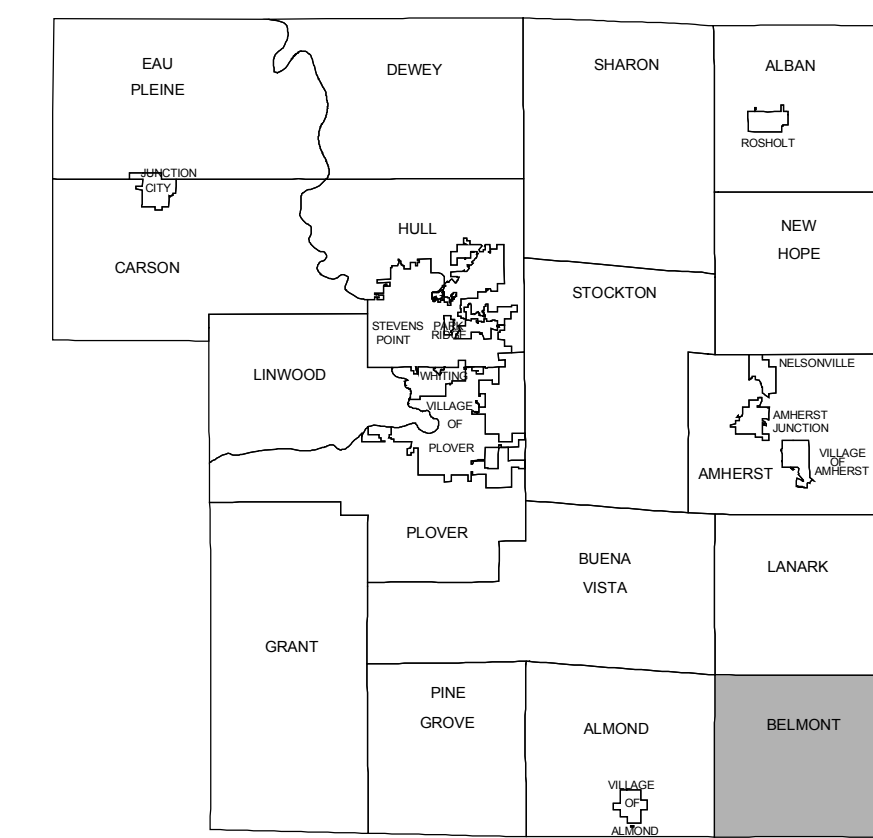 EAU
PLEINE
DEWEY
SHARON
ALBAN
ROSHOLT
JUNCTION
CITY
CARSON
HULL
NEW
HOPE
STOCKTON
STEVENS
POINT
PARK
RIDGE
LINWOOD
WHITING
NELSONVILLE
VILLAGE
OF
PLOVER
AMHERST
JUNCTION
VILLAGE
OF
AMHERST
AMHERST
PLOVER
BUENA
VISTA
LANARK
GRANT
PINE
GROVE
ALMOND
BELMONT
VILLAGE
OF
ALMOND